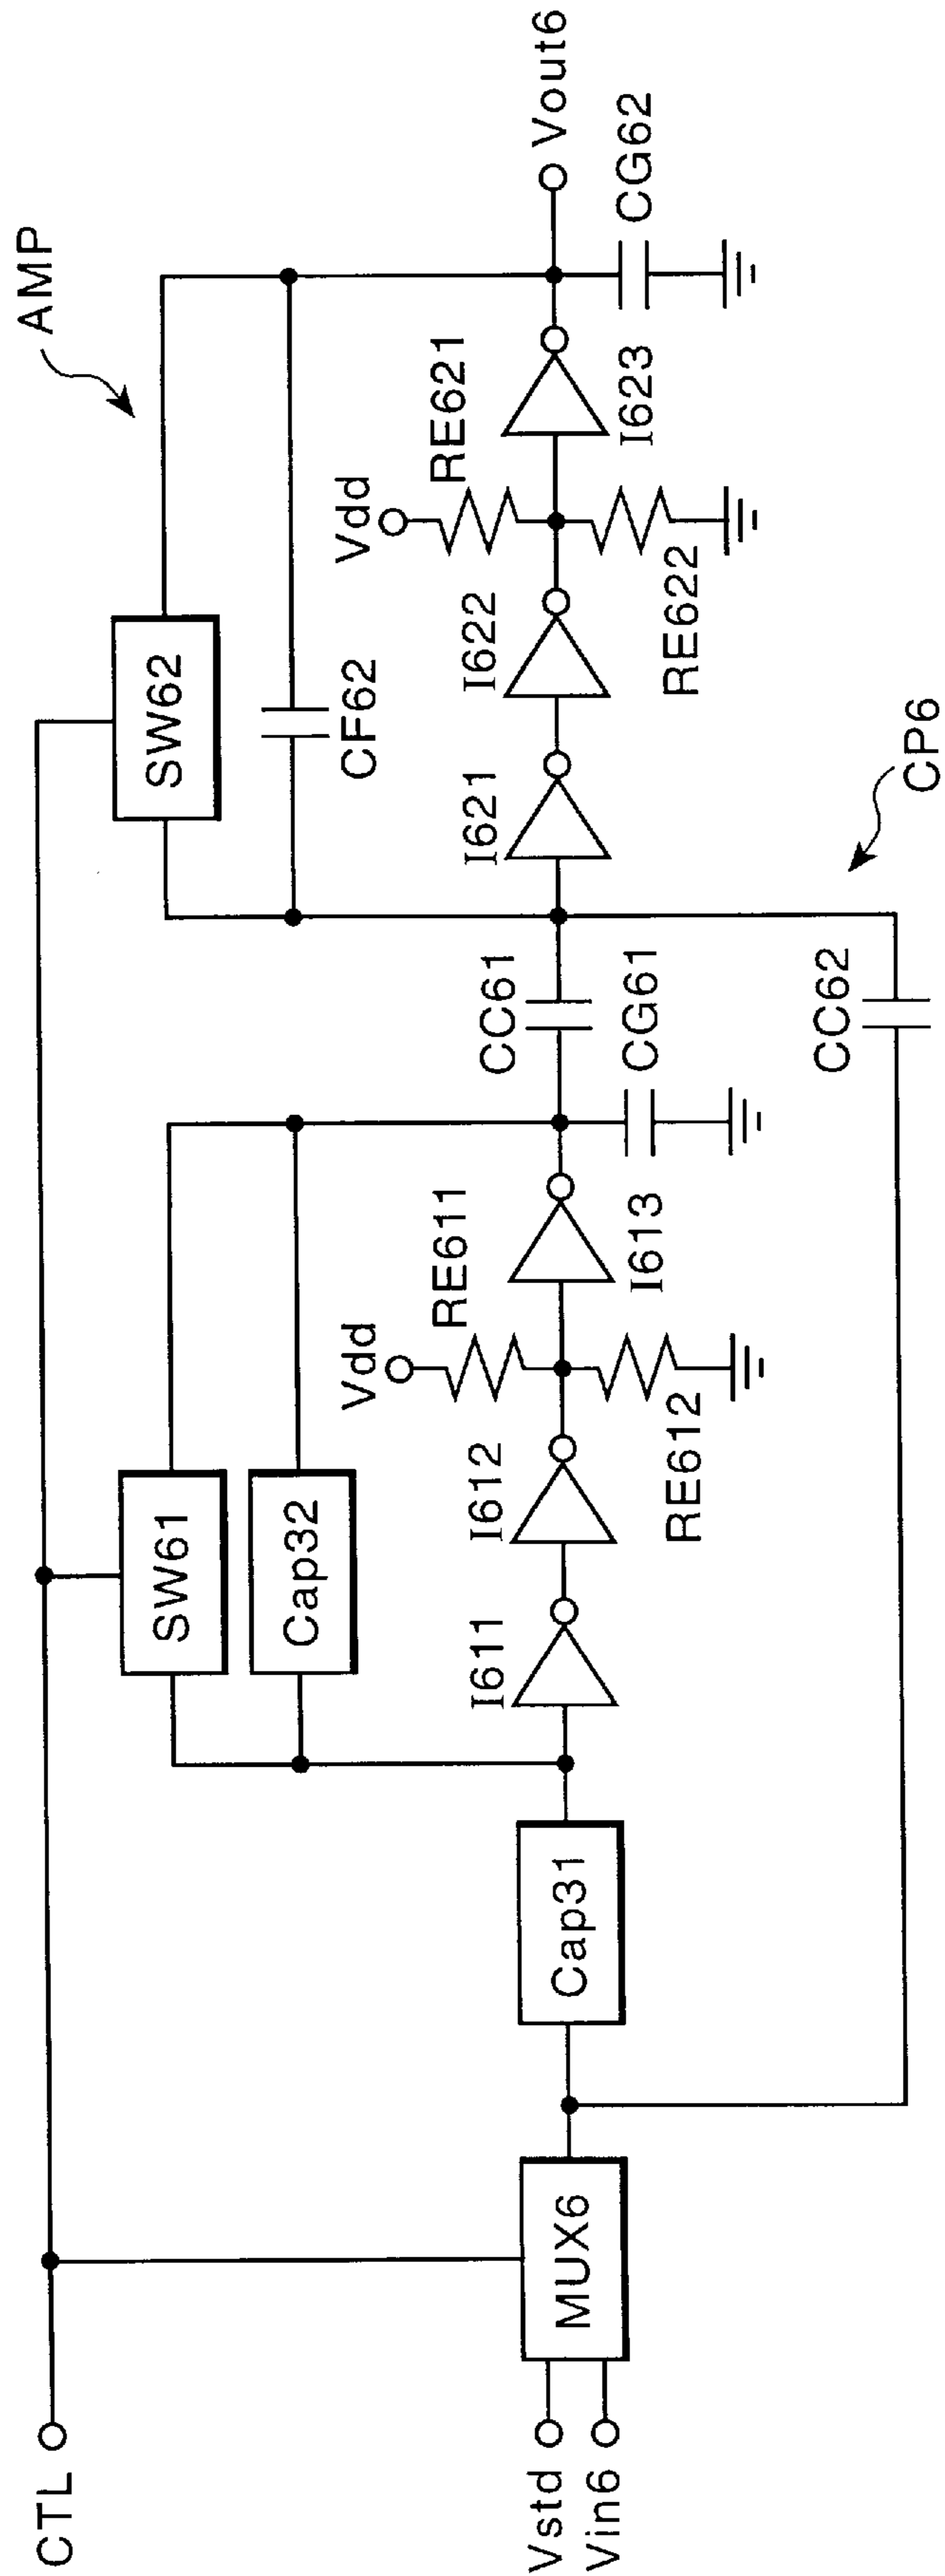 AMP
CTL
SW61
SW62
Cap32
CF62
Vdd
RE611
Vdd
RE621
Vstd
Vin6
MUX6
Cap31
I611
I612
I613
CC61
I621
I622
I623
Vout6
RE612
CG61
RE622
CG62
CC62
CP6